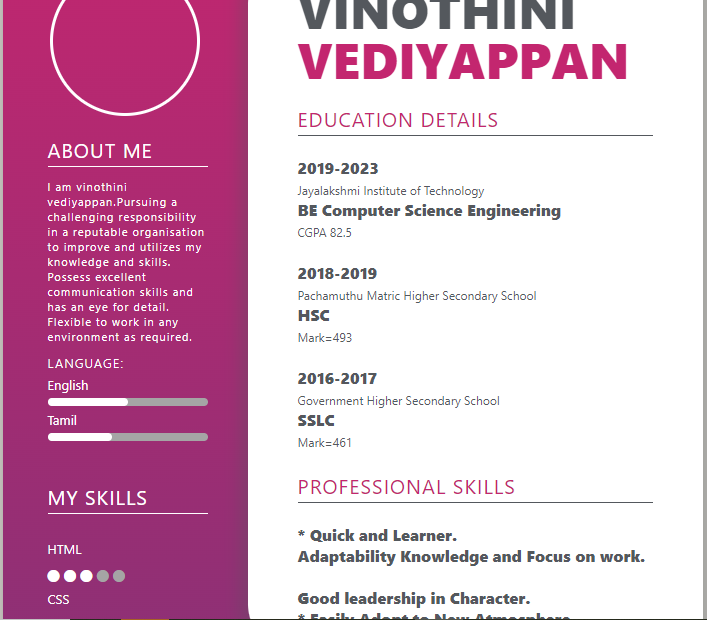 VINOTHINI
VEDIYAPPAN
ABOUT ME
I am vinothini
vediyappan.Pursuing a
challenging responsibility
in a reputable organisation
to improve and utilizes my
knowledge and skills.
Possess excellent
communication skills and
has an eye for detail.
Flexible to work in any
environment as required.
LANGUAGE:
English
Tamil
MY SKILLS
HTML
CSS
EDUCATION DETAILS
2019-2023
Jayalakshmi Institute of Technology
BE Computer Science Engineering
CGPA 82.5
2018-2019
Pachamuthu Matric Higher Secondary School
HSC
Mark=493
2016-2017
Government Higher Secondary School
SSLC
Mark=461
PROFESSIONAL SKILLS
* Quick and Learner.
Adaptability Knowledge and Focus on work.
Good leadership in Character.
* Easily Adopt to New Atmosphere